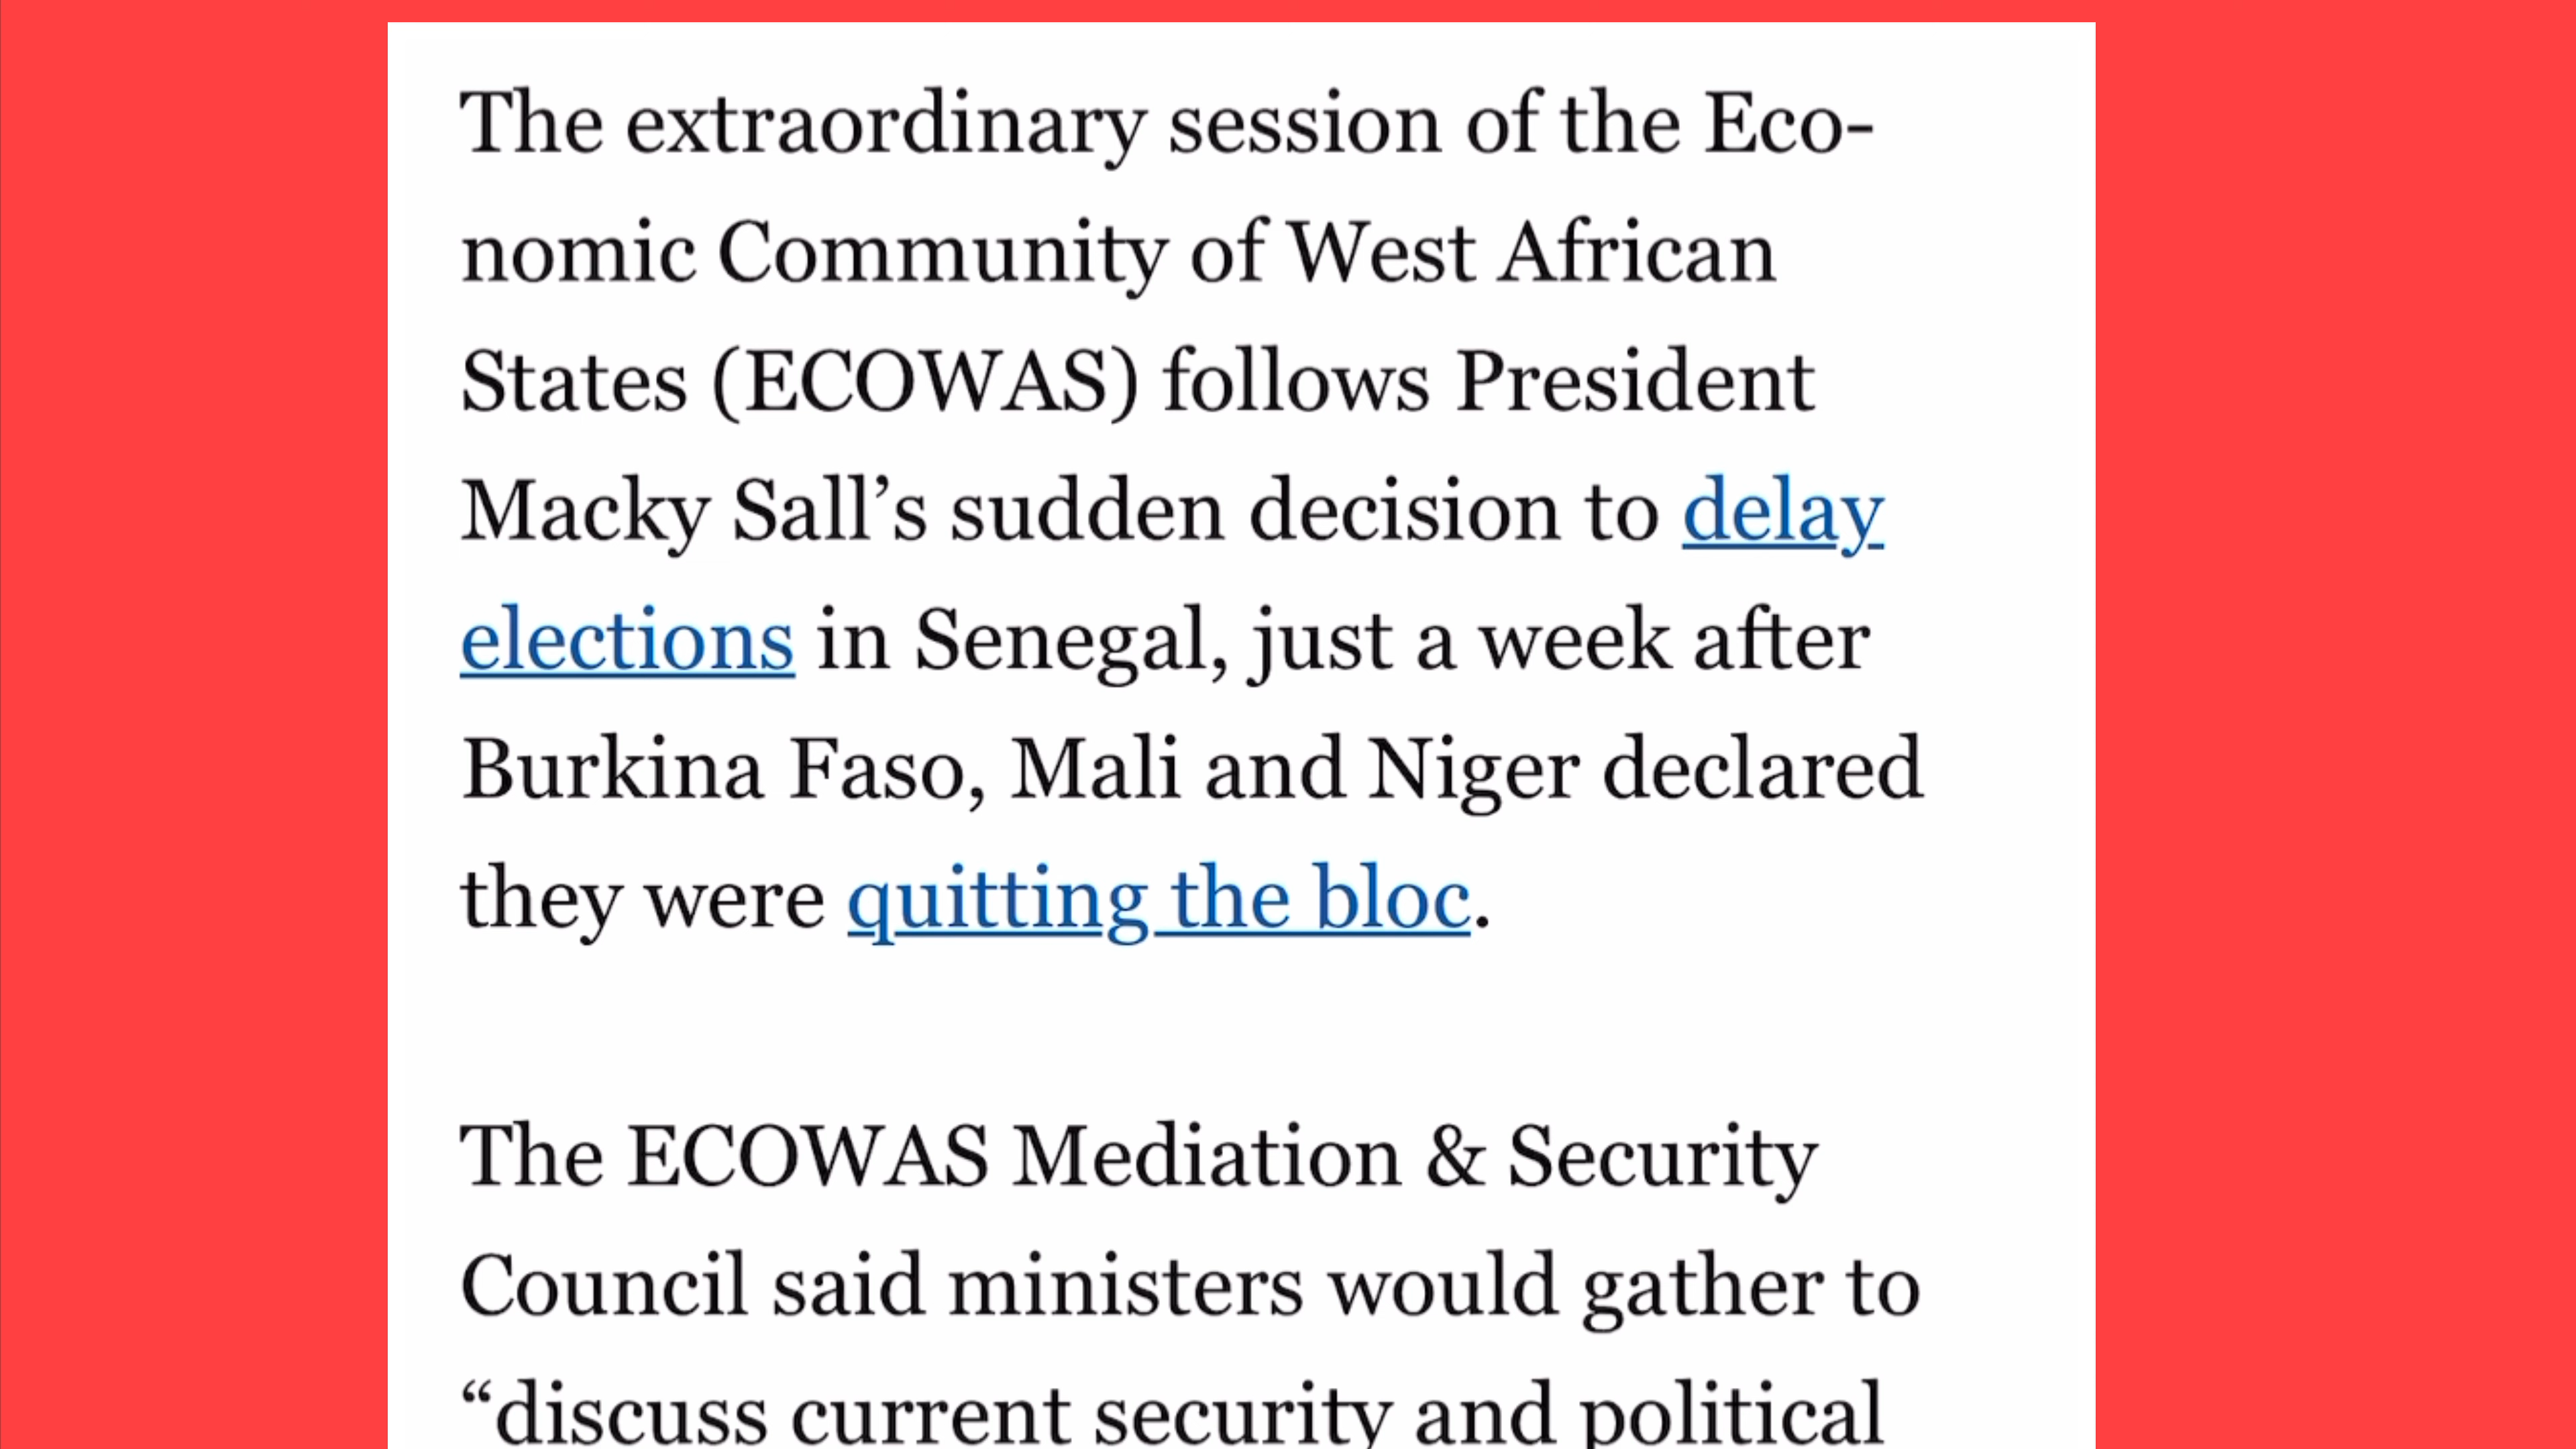 The extraordinary session of the Eco-
nomic Community of West African
States (ECOWAS) follows President
Macky Sall’s sudden decision to delay
elections in Senegal, just a week after
Burkina Faso, Mali and Niger declared
they were quitting the bloc.
The ECOWAS Mediation & Security
Council said ministers would gather to
“discuss current security and political